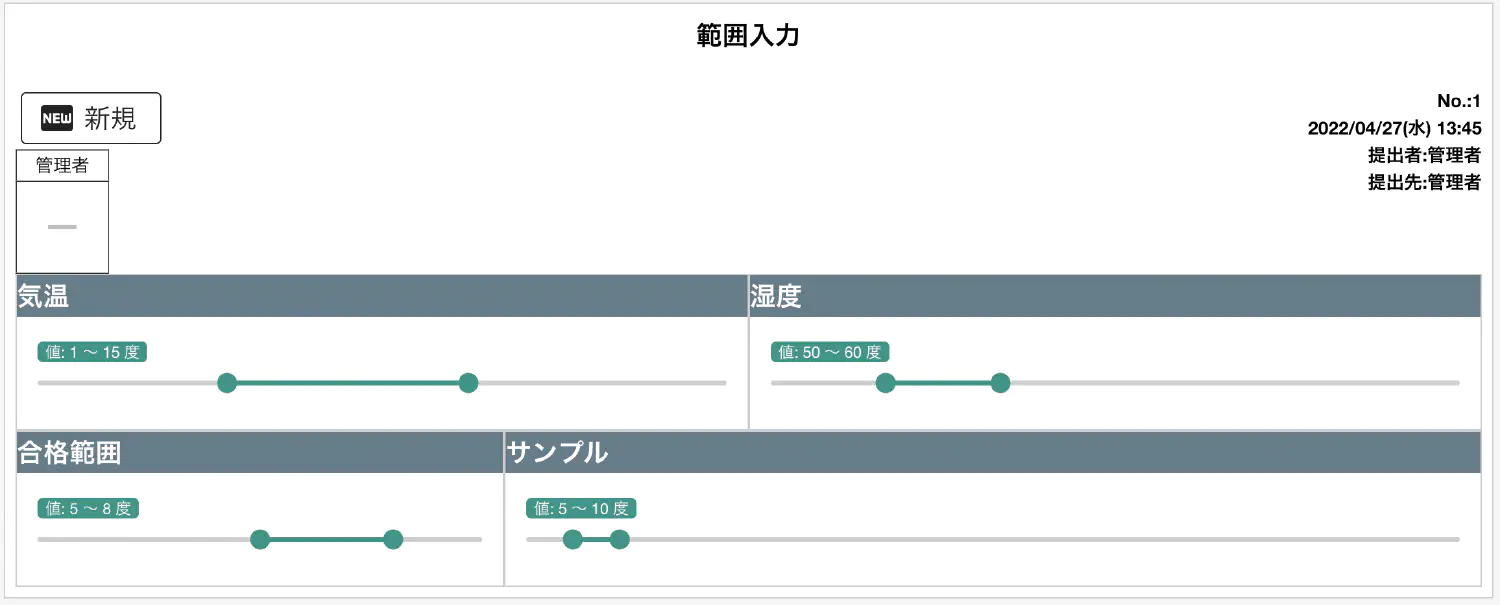 範囲入力
NEW 新規
No.:1
2022/04/27(水) 13:45
提出者:管理者
提出先:管理者
管理者
気温
湿度
値: 1 〜 15 度
値: 50 〜 60 度
合格範囲
サンプル
値: 5 〜 8 度
値: 5 〜 10 度